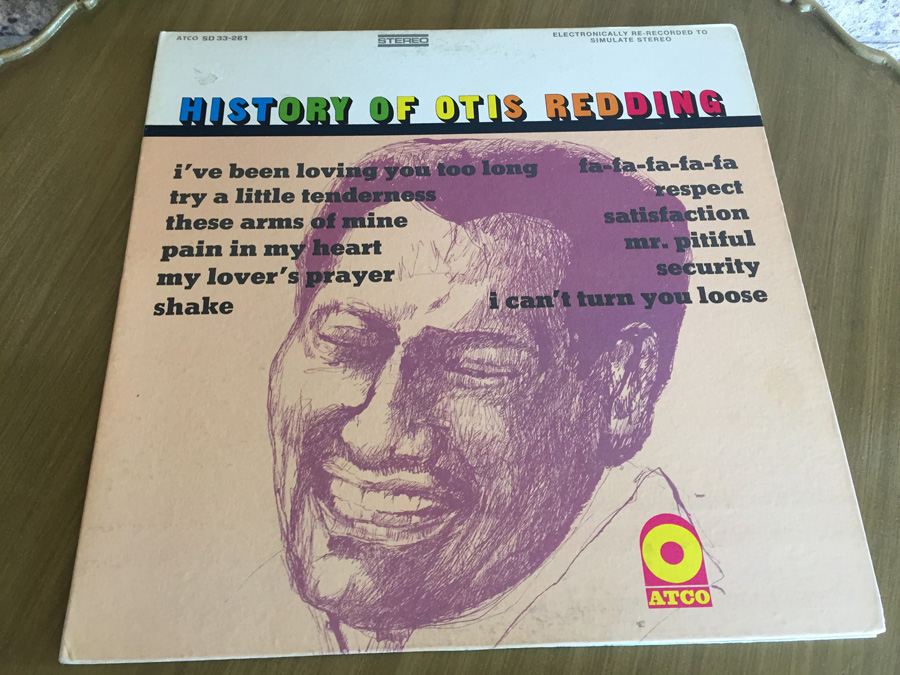 ATCO SD 33-261
STEREO
ELECTRONICALLY RE-RECORDED TO
SIMULATE STEREO
HISTORY OF OTIS REDDING
i've been loving you too long
try a little tenderness
these arms of mine
pain in my heart
my lover's prayer
shake
fa-fa-fa-fa-fa
respect
satisfaction
mr. pitiful
security
i can't turn you loose
ATCO